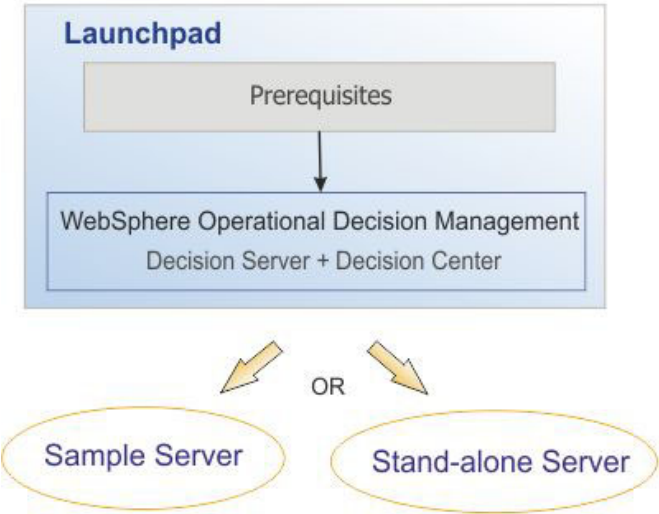 Launchpad
Prerequisites
WebSphere Operational Decision Management
Decision Server + Decision Center
OR
Sample Server
Stand-alone Server